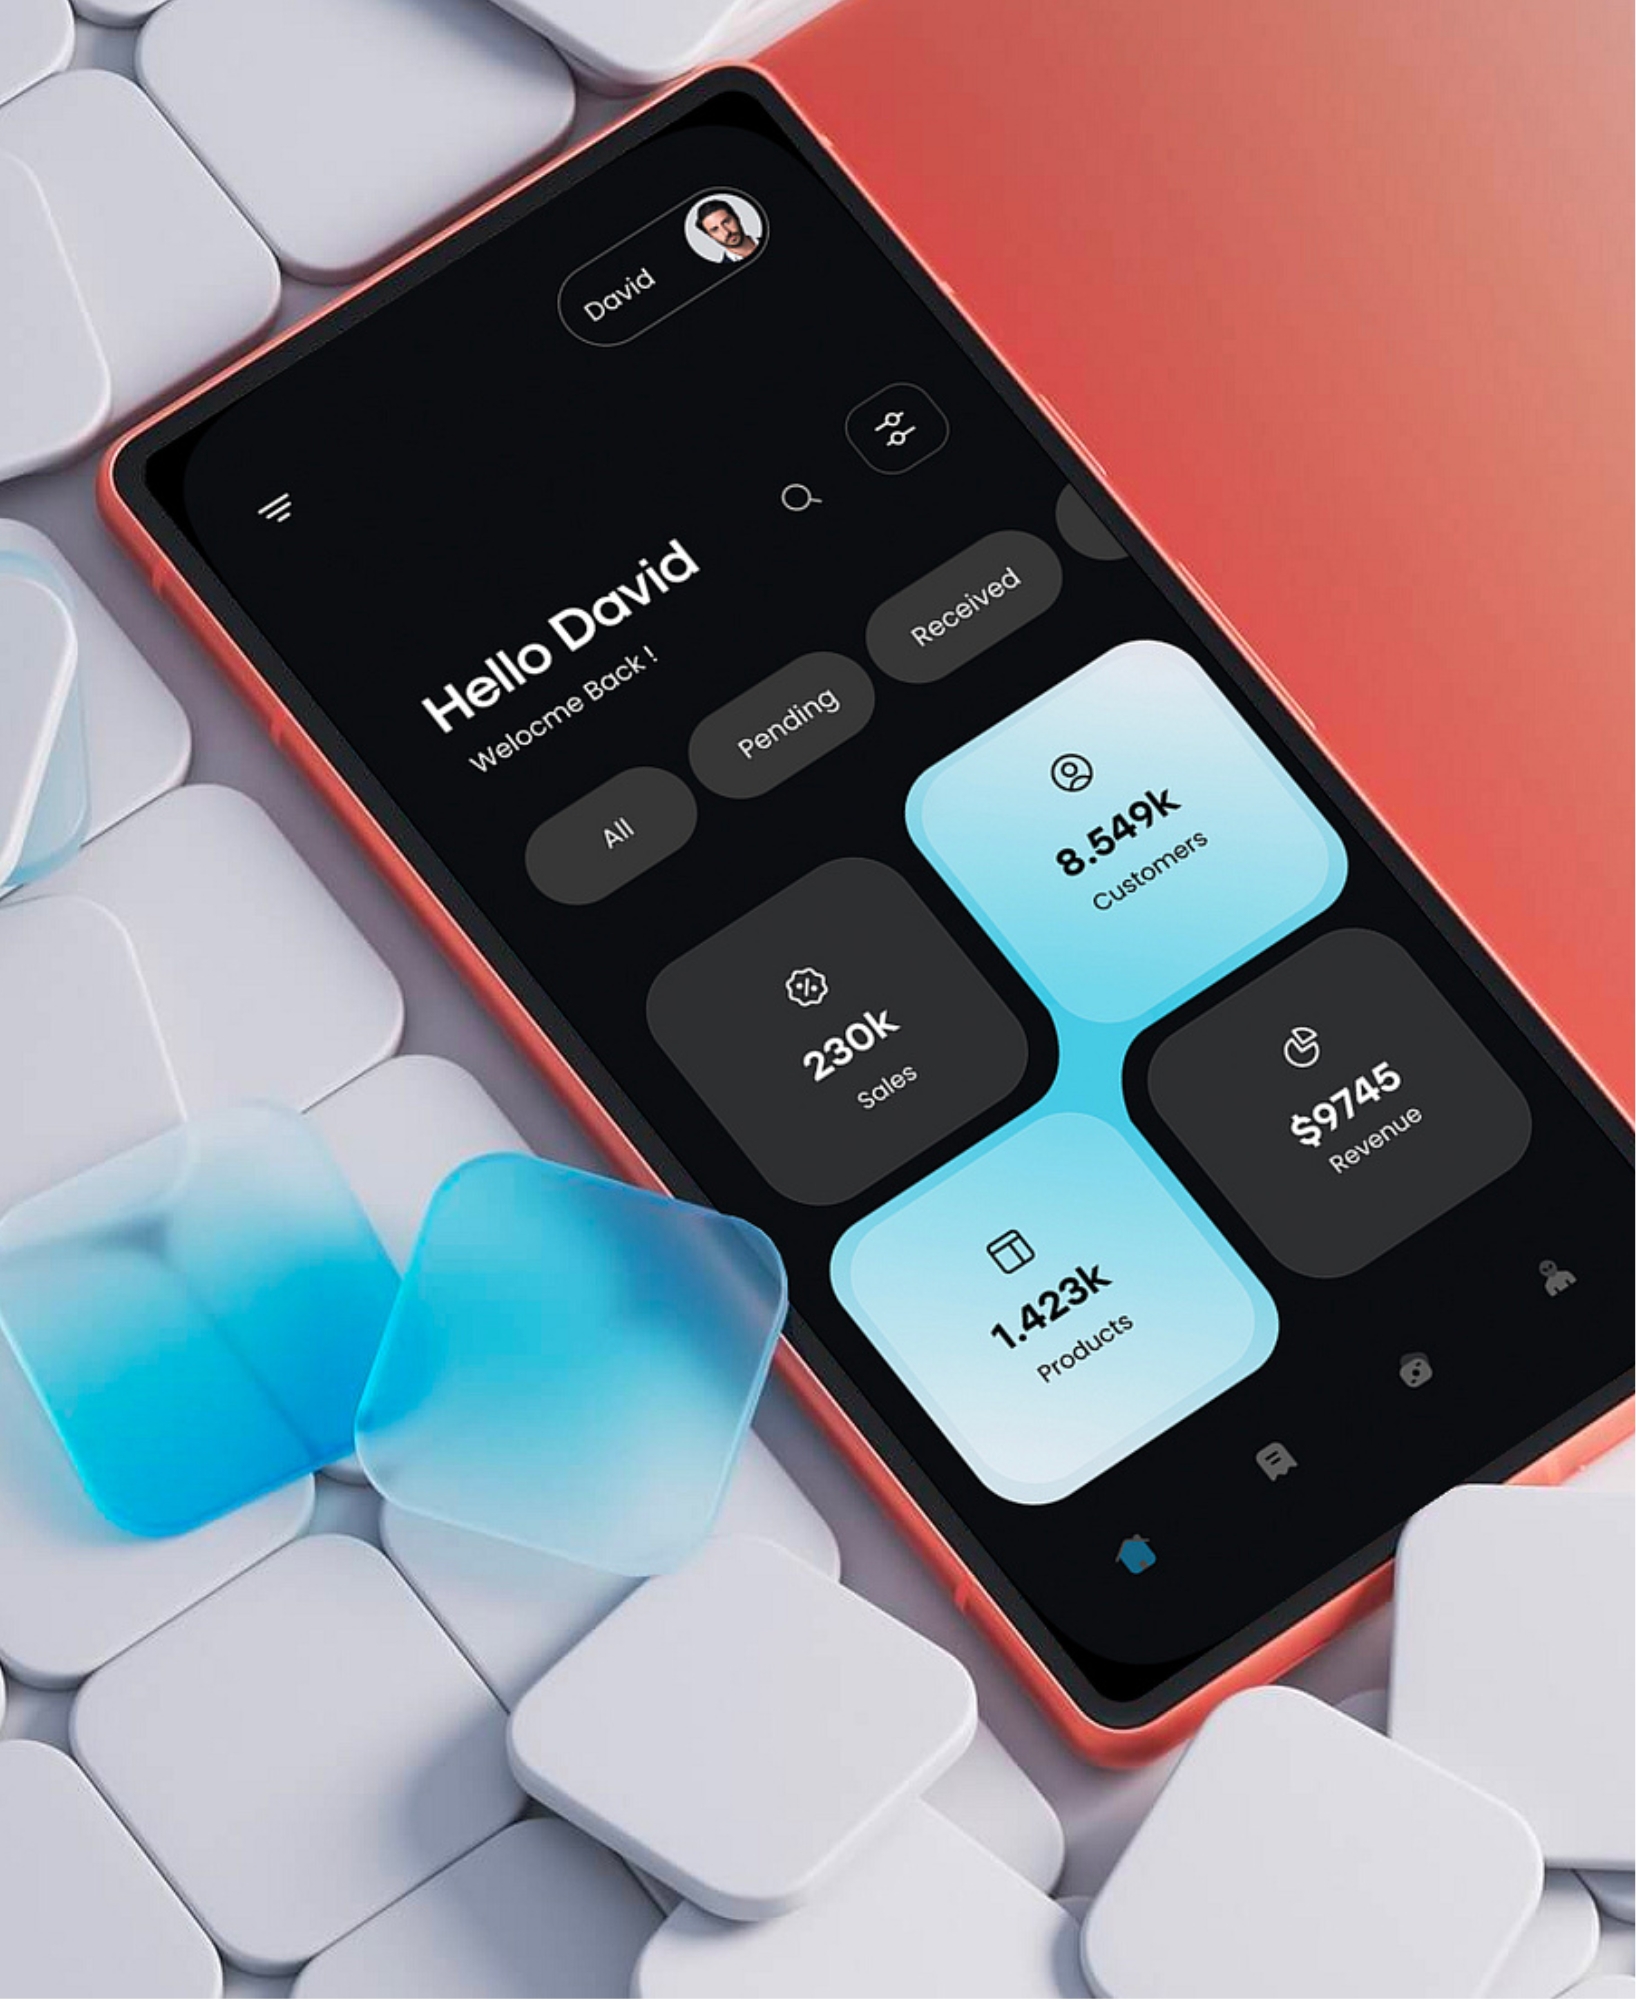 David
Hello David
Welocme Back !
All
Pending
Received
230k
Sales
8.549k
Customers
1.423k
Products
$9745
Revenue